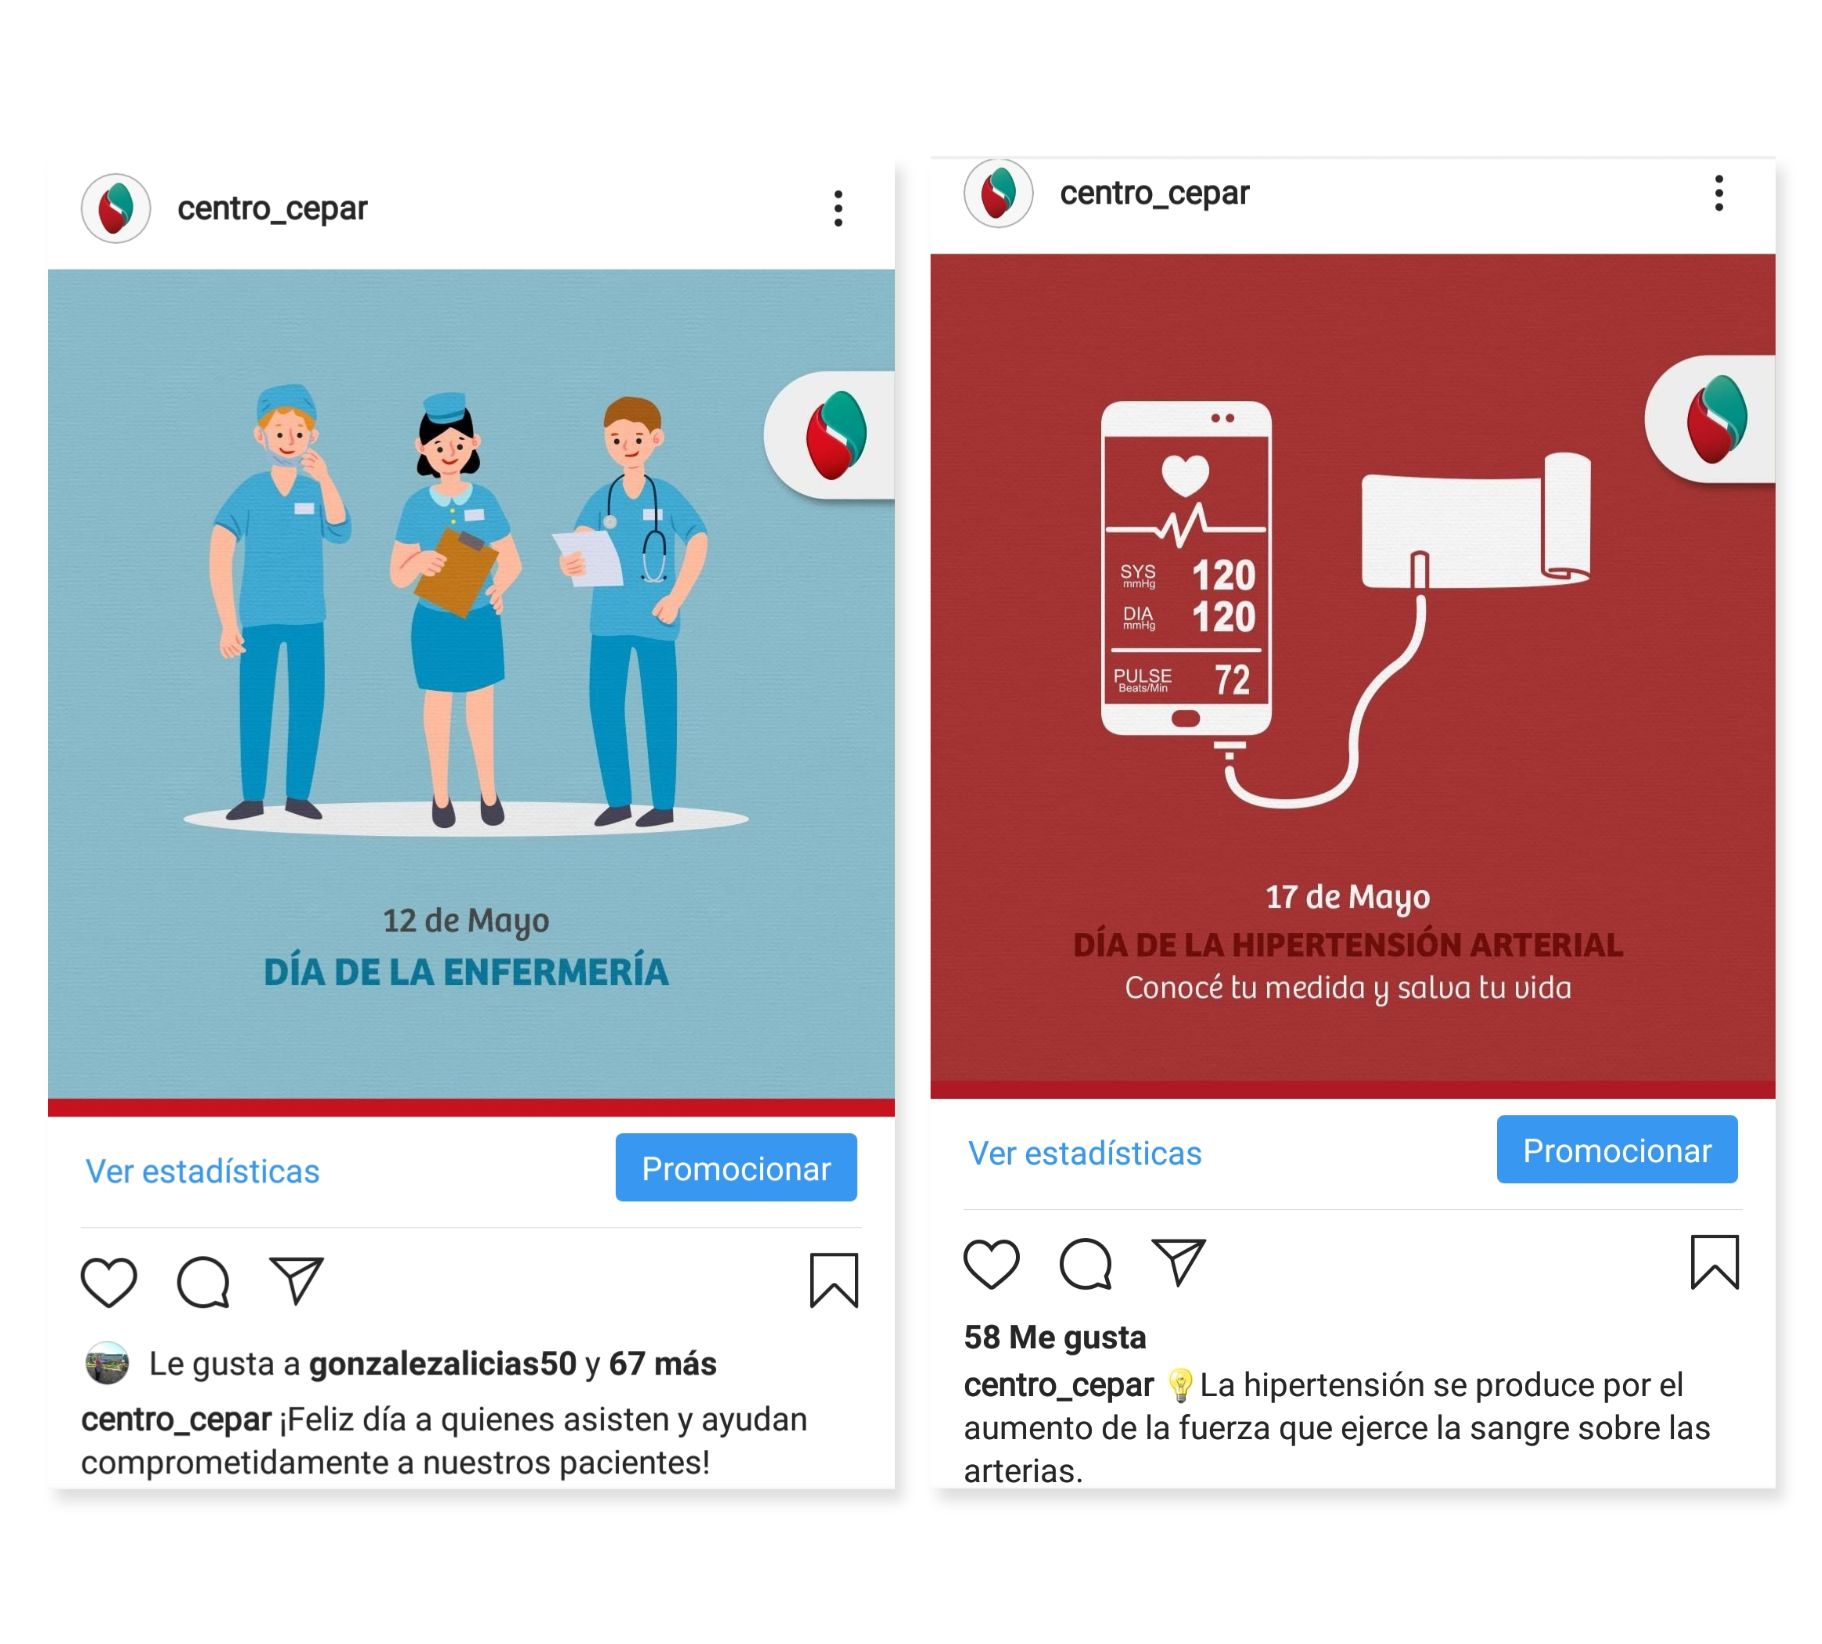 centro_cepar
12 de Mayo
DÍA DE LA ENFERMERÍA
Ver estadísticas
Promocionar
Le gusta a gonzalezalicias50 y 67 más
centro_cepar ¡Feliz día a quienes asisten y ayudan
comprometidamente a nuestros pacientes!
centro_cepar
SYS
mmHg
120
DIA
mmHg
120
PULSE
Beats/Min
72
17 de Mayo
DÍA DE LA HIPERTENSIÓN ARTERIAL
Conocé tu medida y salva tu vida
Ver estadísticas
Promocionar
58 Me gusta
centro_cepar 💡La hipertensión se produce por el
aumento de la fuerza que ejerce la sangre sobre las
arterias.